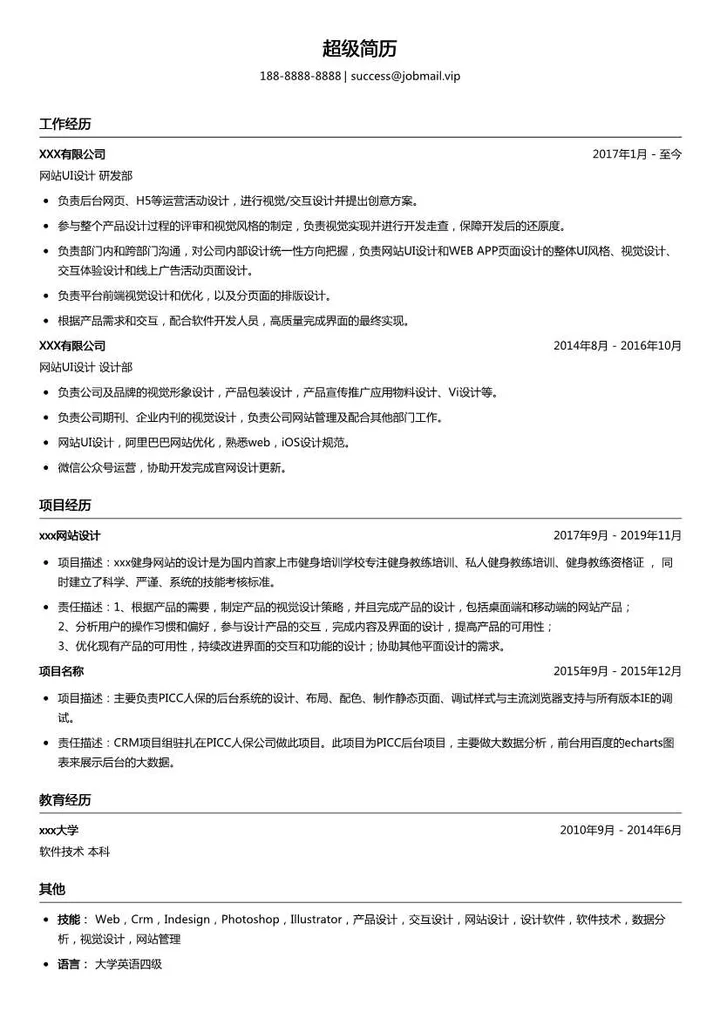 超级简历
188-8888-8888 | success@jobmail.vip
工作经历
XXX有限公司 2017年1月 - 至今
网站UI设计 研发部
• 负责后台网页、H5等运营活动设计，进行视觉/交互设计并提出创意方案。
• 参与整个产品设计过程的评审和视觉风格的制定，负责视觉实现并进行开发走查，保障开发后的还原度。
• 负责部门内和跨部门沟通，对公司内部设计统一性方向把握，负责网站UI设计和WEB APP页面设计的整体UI风格、视觉设计、
交互体验设计和线上广告活动页面设计。
• 负责平台前端视觉设计和优化，以及分页面的排版设计。
• 根据产品需求和交互，配合软件开发人员，高质量完成界面的最终实现。
XXX有限公司 2014年8月 - 2016年10月
网站UI设计 设计部
• 负责公司及品牌的视觉形象设计，产品包装设计，产品宣传推广应用物料设计、Vi设计等。
• 负责公司期刊、企业内刊的视觉设计，负责公司网站管理及配合其他部门工作。
• 网站UI设计，阿里巴巴网站优化，熟悉web，iOS设计规范。
• 微信公众号运营，协助开发完成官网设计更新。
项目经历
xxx网站设计 2017年9月 - 2019年11月
• 项目描述：xxx健身网站的设计是为国内首家上市健身培训学校专注健身教练培训、私人健身教练培训、健身教练资格证 ， 同
时建立了科学、严谨、系统的技能考核标准。
• 责任描述：1、根据产品的需要，制定产品的视觉设计策略，并且完成产品的设计，包括桌面端和移动端的网站产品；
2、分析用户的操作习惯和偏好，参与设计产品的交互，完成内容及界面的设计，提高产品的可用性；
3、优化现有产品的可用性，持续改进界面的交互和功能的设计；协助其他平面设计的需求。
项目名称 2015年9月 - 2015年12月
• 项目描述：主要负责PICC人保的后台系统的设计、布局、配色、制作静态页面、调试样式与主流浏览器支持与所有版本IE的调
试。
• 责任描述：CRM项目组驻扎在PICC人保公司做此项目。此项目为PICC后台项目，主要做大数据分析，前台用百度的echarts图
表来展示后台的大数据。
教育经历
xxx大学 2010年9月 - 2014年6月
软件技术 本科
其他
• 技能： Web，Crm，Indesign，Photoshop，Illustrator，产品设计，交互设计，网站设计，设计软件，软件技术，数据分
析，视觉设计，网站管理
• 语言： 大学英语四级